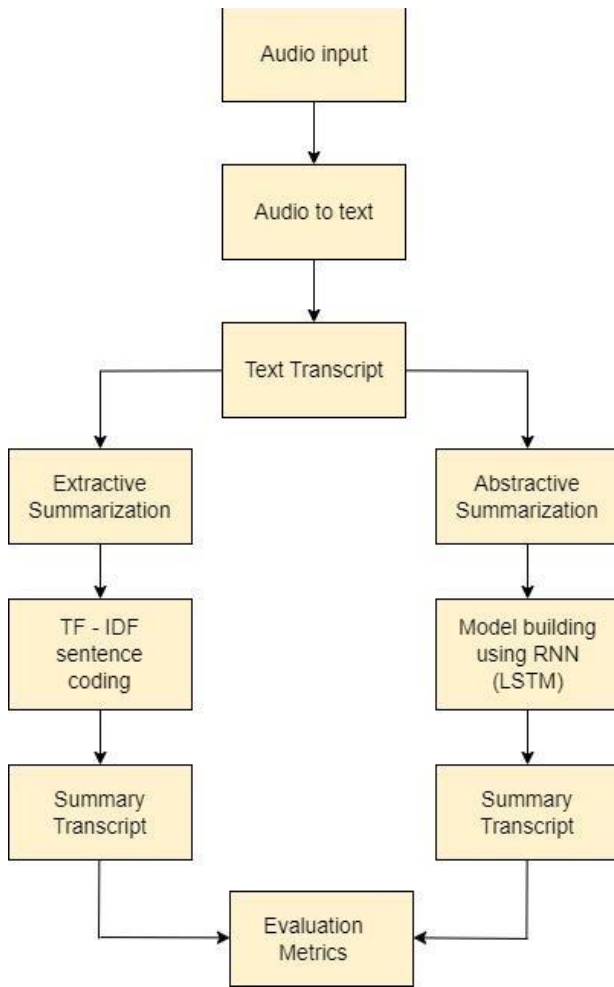 Audio input
Audio to text
Text Transcript
Extractive
Summarization
Abstractive
Summarization
TF - IDF
sentence
coding
Model building
using RNN
(LSTM)
Summary
Transcript
Summary
Transcript
Evaluation
Metrics